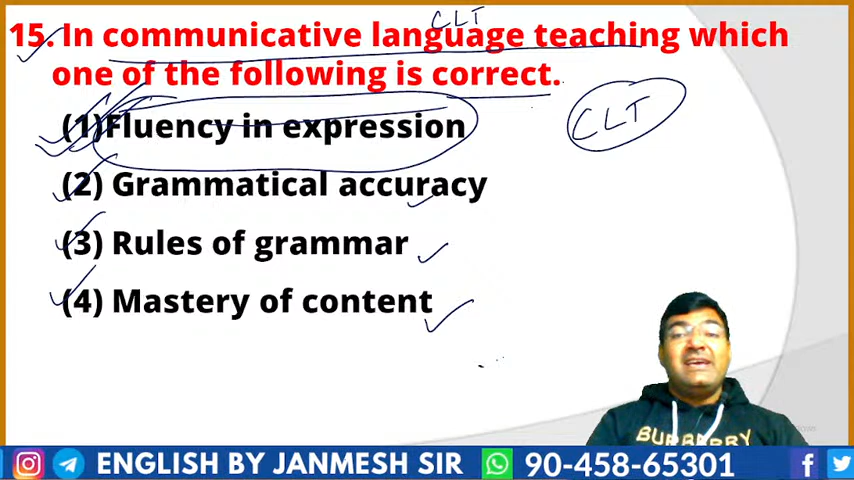 CLT
15. In communicative language teaching which
one of the following is correct.
(1) Fluency in expression
CLT
(2) Grammatical accuracy
(3) Rules of grammar
(4) Mastery of content
BURBERRY
ENGLISH BY JANMESH SIR 90-458-65301